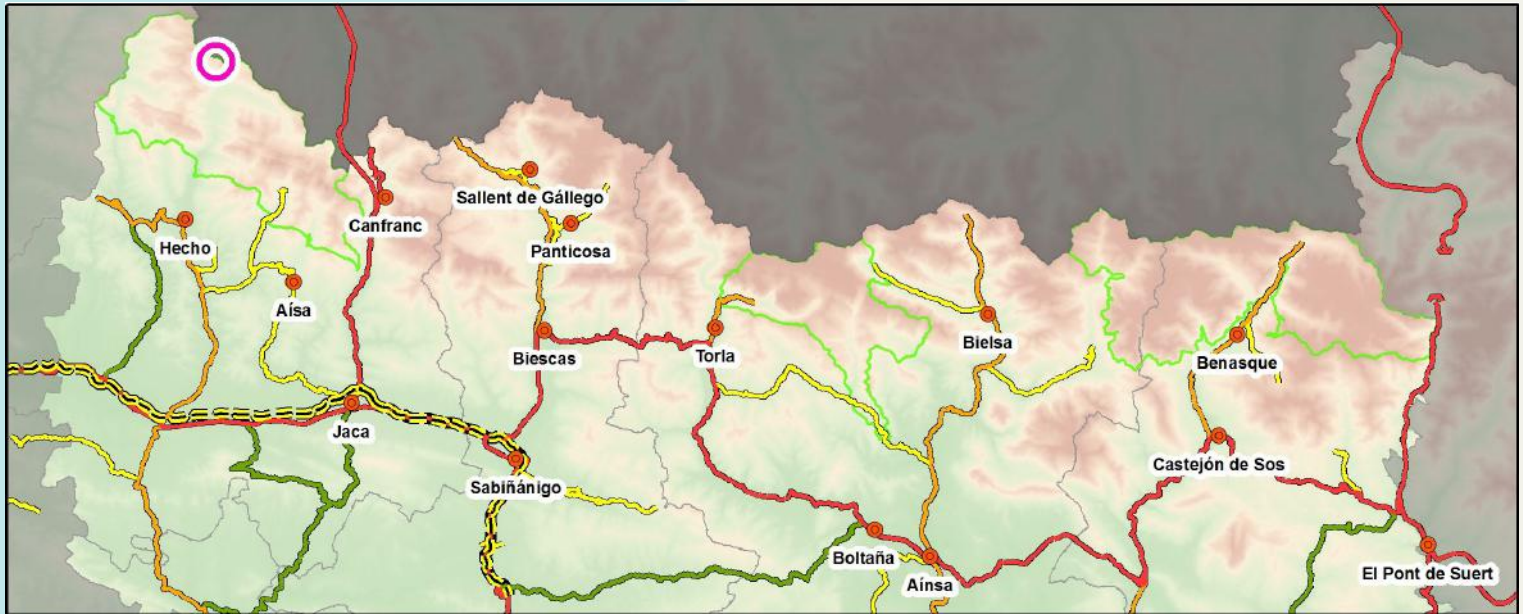 Sallent de Gállego
Canfranc
Hecho
Panticosa
Aísa
Bielsa
Biescas
Torla
Benasque
Jaca
Castejón de Sos
Sabiñánigo
Boltaña
El Pont de Suert
Aínsa